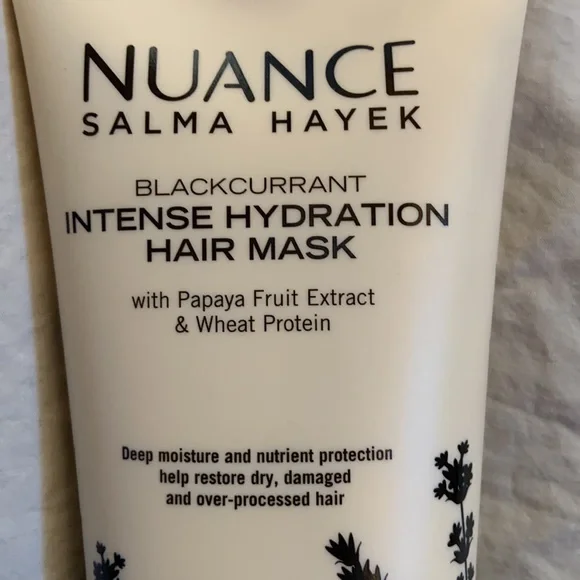 NUANCE
SALMA HAYEK
BLACKCURRANT
INTENSE HYDRATION
HAIR MASK
with Papaya Fruit Extract
& Wheat Protein
Deep moisture and nutrient protection
help restore dry, damaged
and over-processed hair